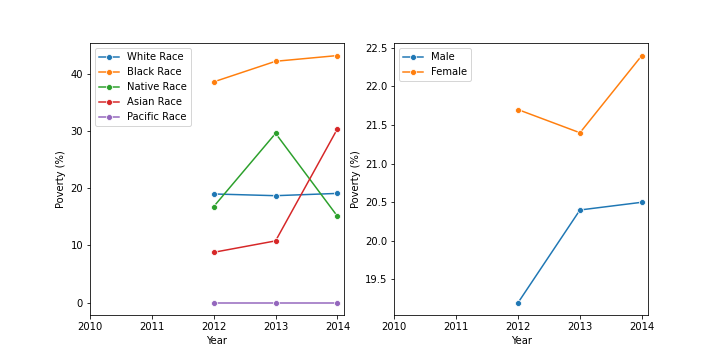 White Race
Black Race
Native Race
Asian Race
Pacific Race
40
30
20
10
0
Poverty (%)
2010 2011 2012 2013 2014
Year
Male
Female
22.5
22.0
21.5
21.0
20.5
20.0
19.5
Poverty (%)
2010 2011 2012 2013 2014
Year